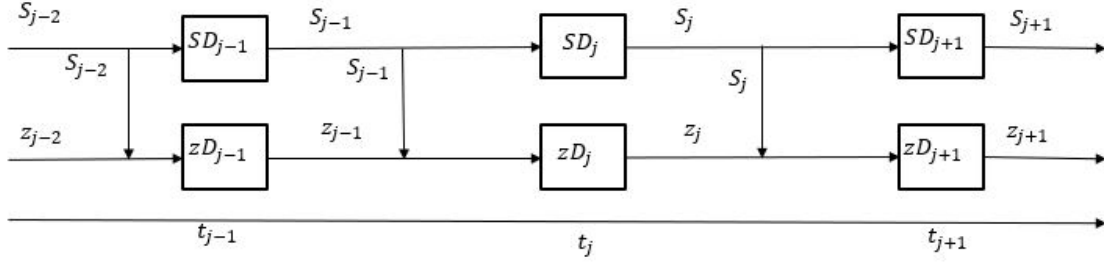 S_{j-2} S_{j-1} S_j S_{j+1}
SD_{j-1} SD_j SD_{j+1}
S_{j-2} S_{j-1} S_j
z_{j-2} z_{j-1} z_j z_{j+1}
zD_{j-1} zD_j zD_{j+1}
t_{j-1} t_j t_{j+1}